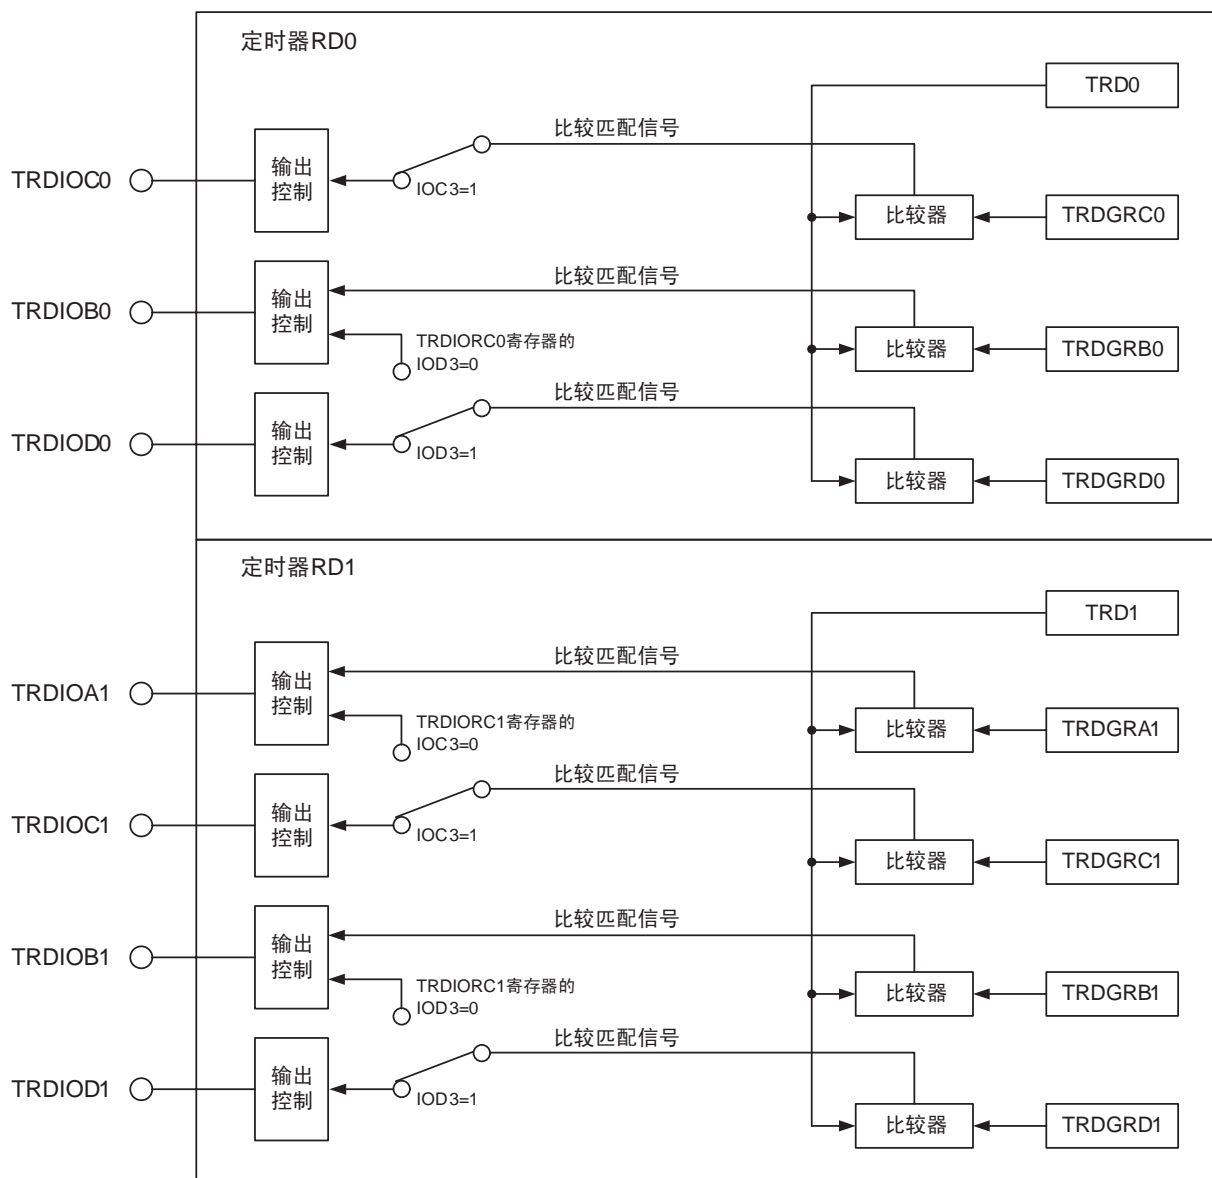 定时器RD0
TRD0
比较匹配信号
TRDIOC0
输出
控制
IOC3=1
比较器
TRDGRC0
比较匹配信号
TRDIOB0
输出
控制
TRDIORC0寄存器的
IOD3=0
比较器
TRDGRB0
比较匹配信号
TRDIOD0
输出
控制
IOD3=1
比较器
TRDGRD0
定时器RD1
TRD1
比较匹配信号
TRDIOA1
输出
控制
TRDIORC1寄存器的
IOC3=0
比较器
TRDGRA1
比较匹配信号
TRDIOC1
输出
控制
IOC3=1
比较器
TRDGRC1
比较匹配信号
TRDIOB1
输出
控制
TRDIORC1寄存器的
IOD3=0
比较器
TRDGRB1
比较匹配信号
TRDIOD1
输出
控制
IOD3=1
比较器
TRDGRD1